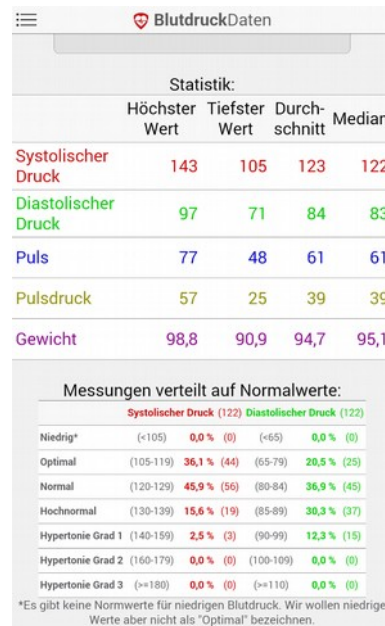 BlutdruckDaten
Statistik:
Höchster Wert Tiefster Wert Durch-schnitt Median
Systolischer Druck 143 105 123 122
Diastolischer Druck 97 71 84 83
Puls 77 48 61 61
Pulsdruck 57 25 39 39
Gewicht 98,8 90,9 94,7 95,1
Messungen verteilt auf Normalwerte:
Systolischer Druck (122) Diastolischer Druck (122)
Niedrig* (<105) 0,0 % (0) (<65) 0,0 % (0)
Optimal (105-119) 36,1 % (44) (65-79) 20,5 % (25)
Normal (120-129) 45,9 % (56) (80-84) 36,9 % (45)
Hochnormal (130-139) 15,6 % (19) (85-89) 30,3 % (37)
Hypertonie Grad 1 (140-159) 2,5 % (3) (90-99) 12,3 % (15)
Hypertonie Grad 2 (160-179) 0,0 % (0) (100-109) 0,0 % (0)
Hypertonie Grad 3 (>=180) 0,0 % (0) (>=110) 0,0 % (0)
*Es gibt keine Normwerte für niedrigen Blutdruck. Wir wollen niedrige
Werte aber nicht als "Optimal" bezeichnen.